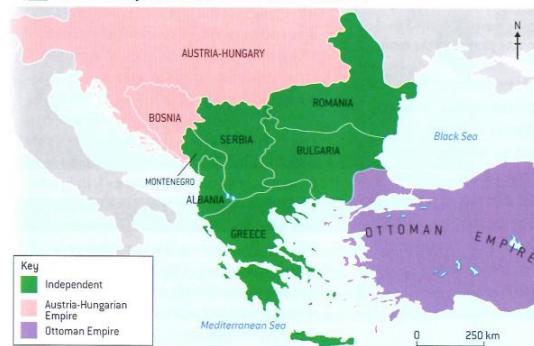 N
AUSTRIA-HUNGARY
ROMANIA
BOSNIA
SERBIA
Black Sea
BULGARIA
MONTENEGRO
ALBANIA
GREECE
OTTOMAN EMPIRE
Key
Independent
Austria-Hungarian
Empire
Ottoman Empire
Mediterranean Sea
0 250 km